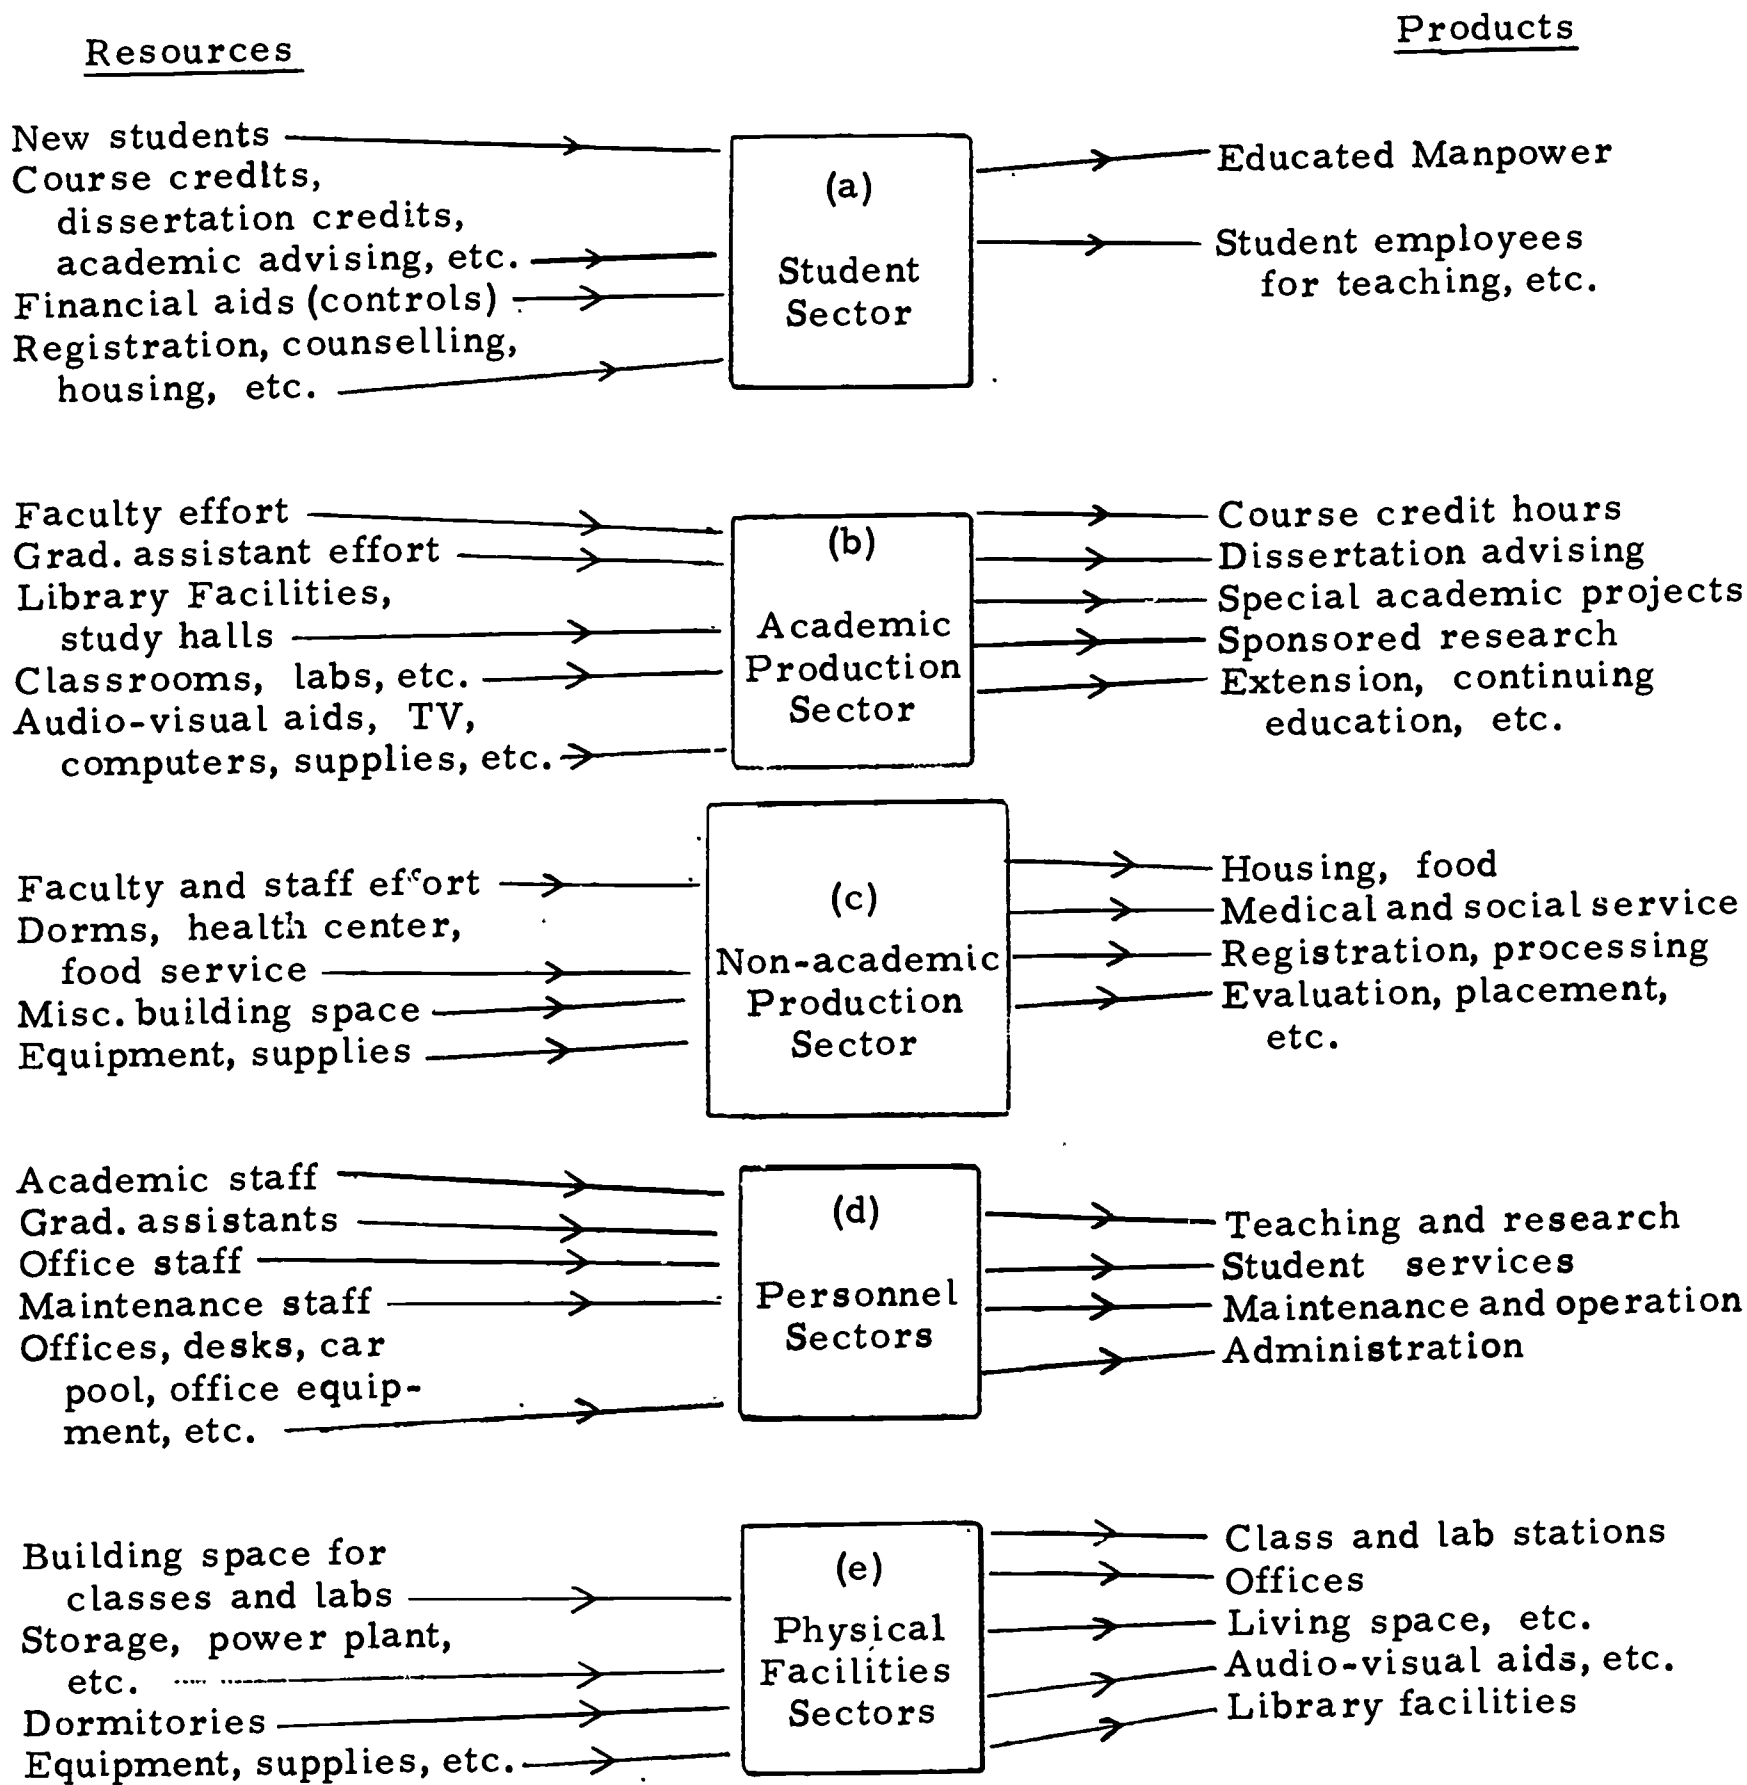 Resources
Products
New students
Course credits,
dissertation credits,
academic advising, etc.
Financial aids (controls)
Registration, counselling,
housing, etc.
(a)
Student
Sector
Educated Manpower
Student employees
for teaching, etc.
Faculty effort
Grad. assistant effort
Library Facilities,
study halls
Classrooms, labs, etc.
Audio-visual aids, TV,
computers, supplies, etc.
(b)
Academic
Production
Sector
Course credit hours
Dissertation advising
Special academic projects
Sponsored research
Extension, continuing
education, etc.
Faculty and staff effort
Dorms, health center,
food service
Misc. building space
Equipment, supplies
(c)
Non-academic
Production
Sector
Housing, food
Medical and social service
Registration, processing
Evaluation, placement,
etc.
Academic staff
Grad. assistants
Office staff
Maintenance staff
Offices, desks, car
pool, office equip-
ment, etc.
(d)
Personnel
Sectors
Teaching and research
Student services
Maintenance and operation
Administration
Building space for
classes and labs
Storage, power plant,
etc.
Dormitories
Equipment, supplies, etc.
(e)
Physical
Facilities
Sectors
Class and lab stations
Offices
Living space, etc.
Audio-visual aids, etc.
Library facilities